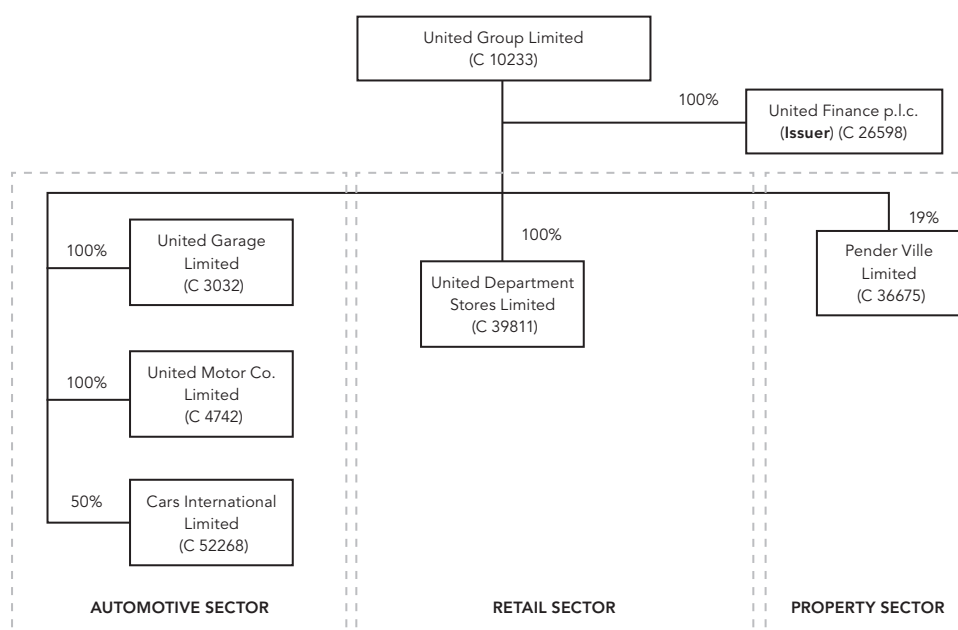 United Group Limited
(C 10233)
100%
United Finance p.l.c.
(Issuer) (C 26598)
100%
United Garage
Limited
(C 3032)
100%
United Motor Co.
Limited
(C 4742)
50%
Cars International
Limited
(C 52268)
AUTOMOTIVE SECTOR
100%
United Department
Stores Limited
(C 39811)
RETAIL SECTOR
19%
Pender Ville
Limited
(C 36675)
PROPERTY SECTOR